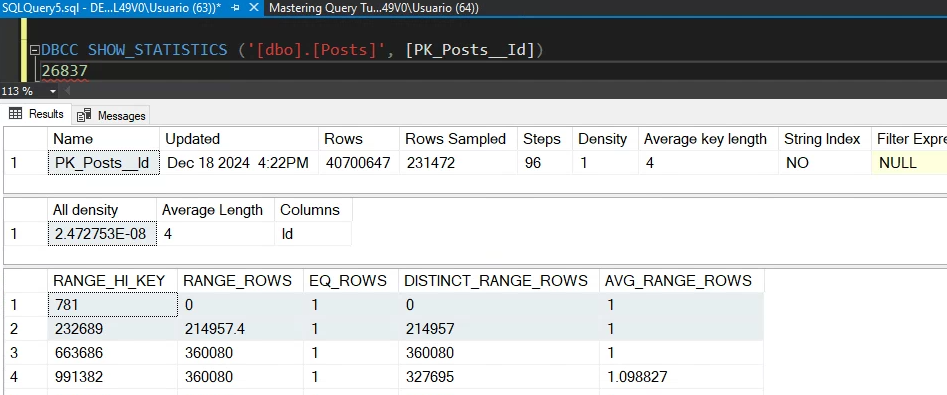 SQLQuery5.sql - DE...L49V0\Usuario (63))* Mastering Query Tu...49V0\Usuario (64))
DBCC SHOW_STATISTICS ('[dbo].[Posts]', [PK_Posts__Id])
26837
113 %
Results Messages
Name Updated Rows Rows Sampled Steps Density Average key length String Index Filter Expre
1 PK_Posts__Id Dec 18 2024 4:22PM 40700647 231472 96 1 4 NO NULL
All density Average Length Columns
1 2.472753E-08 4 Id
RANGE_HI_KEY RANGE_ROWS EQ_ROWS DISTINCT_RANGE_ROWS AVG_RANGE_ROWS
1 781 0 1 0 1
2 232689 214957.4 1 214957 1
3 663686 360080 1 360080 1
4 991382 360080 1 327695 1.098827